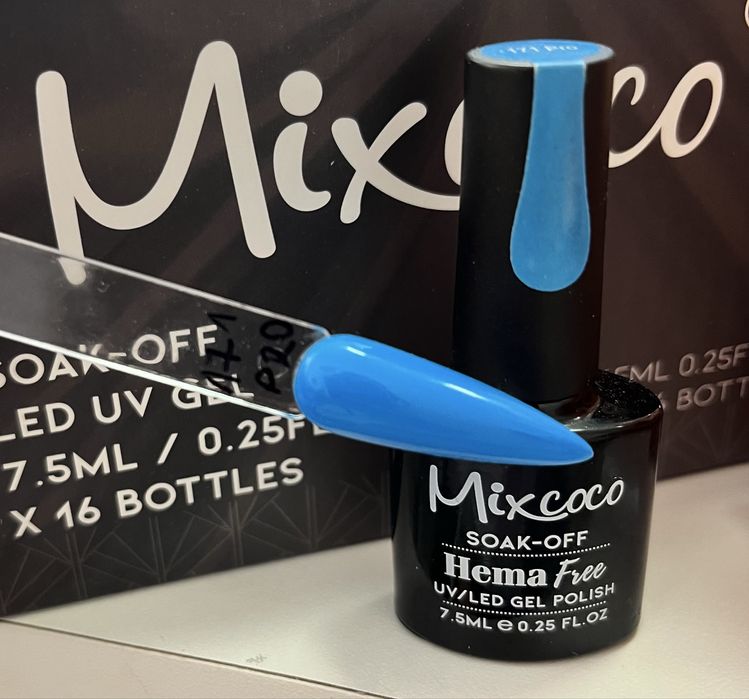 Mixcoco
SOAK-OFF
LED UV GEL
7.5ML / 0.25FL
X 16 BOTTLES
171 Pro
171
PRO
5ML 0.25F
BOTT
Mixcoco
SOAK-OFF
Hema Free
UV/LED GEL POLISH
7.5ML e 0.25 FL.OZ